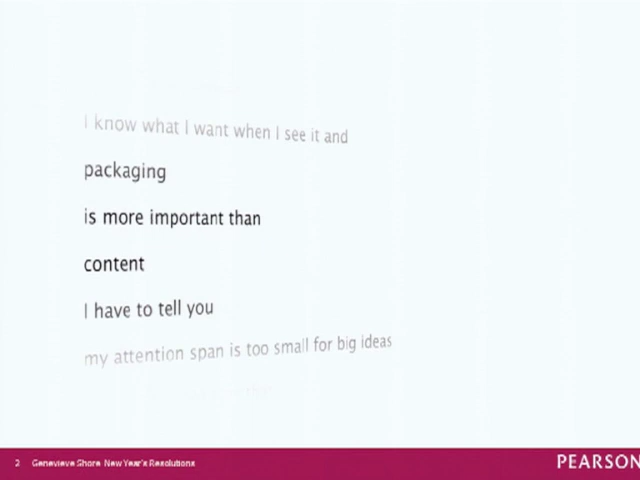 I know what I want when I see it and
packaging
is more important than
content
I have to tell you
my attention span is too small for big ideas
2 Genevieve Shore New Year's Resolutions
PEARSON